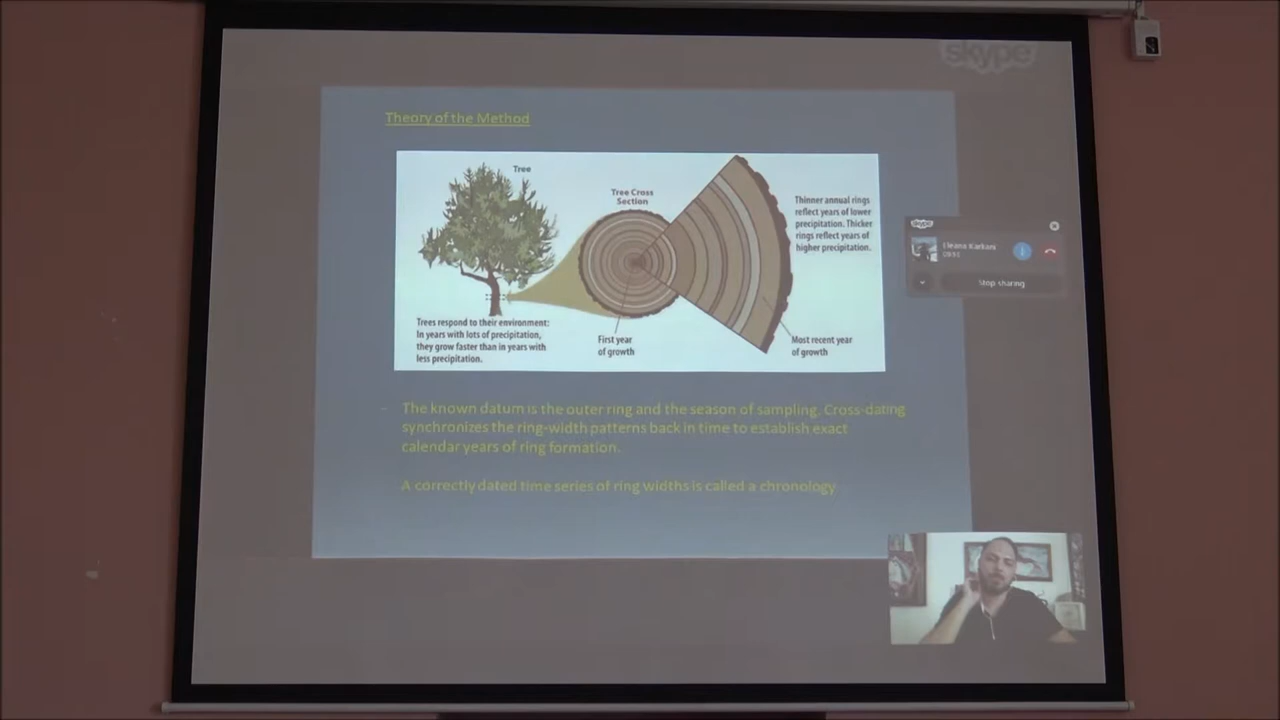 skype
Theory of the Method
Tree
Tree Cross
Section
Thinner annual rings
reflect years of lower
precipitation. Thicker
rings reflect years of
higher precipitation.
Trees respond to their environment:
In years with lots of precipitation,
they grow faster than in years with
less precipitation.
First year
of growth
Most recent year
of growth
skype
Stop sharing
- The known datum is the outer ring and the season of sampling. Cross-dating
synchronizes the ring-width patterns back in time to establish exact
calendar years of ring formation.
A correctly dated time series of ring widths is called a chronology